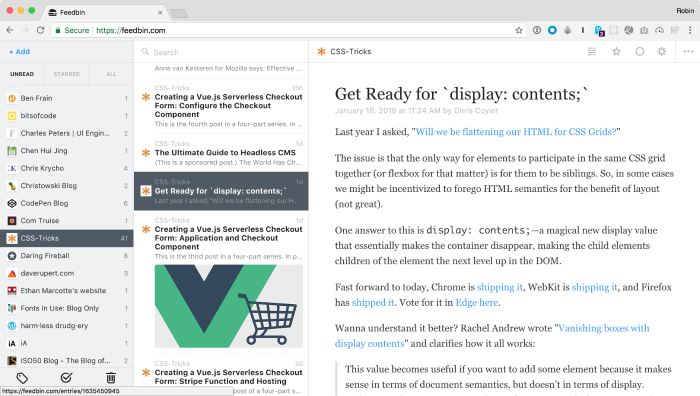 Feedbin
Robin
Secure https://feedbin.com
+ Add
UNREAD
STARRED
ALL
Ben Frain 1
bitsofcode 1
Charles Peters | UI Engine... 1
Chen Hui Jing 1
Chris Krycho 4
Christowski Blog 2
CodePen Blog 6
Com Truise 1
CSS-Tricks 41
Daring Fireball 8
daverupert.com 3
Ethan Marcotte's website 1
Fonts In Use: Blog Only 1
harm·less drudg·ery 1
iA 1
ISO50 Blog - The Blog of... 2
https://feedbin.com/entries/1635450945
Search
Anne van Kesteren for Mozilla says: Effective ...
CSS-Tricks 15h
Creating a Vue.js Serverless Checkout
Form: Configure the Checkout
Component
This is the fourth post in a four-part series. In ...
CSS-Tricks 1d
The Ultimate Guide to Headless CMS
(This is a sponsored post.) The World Has Ch...
CSS-Tricks 1d
Get Ready for `display: contents;`
Last year I asked, "Will we be flattening our H...
CSS-Tricks 1d
Creating a Vue.js Serverless Checkout
Form: Application and Checkout
Component
This is the third post in a four-part series. In p...
CSS-Tricks 3d
Creating a Vue.js Serverless Checkout
Form: Stripe Function and Hosting
post of a four-part series. In ...
CSS-Tricks
Get Ready for `display: contents;`
January 18, 2018 at 11:24 AM by Chris Coyier
Last year I asked, "Will we be flattening our HTML for CSS Grids?"
The issue is that the only way for elements to participate in the same CSS grid
together (or flexbox for that matter) is for them to be siblings. So, in some cases
we might be incentivized to forego HTML semantics for the benefit of layout
(not great).
One answer to this is display: contents;—a magical new display value
that essentially makes the container disappear, making the child elements
children of the element the next level up in the DOM.
Fast forward to today, Chrome is shipping it, WebKit is shipping it, and Firefox
has shipped it. Vote for it in Edge here.
Wanna understand it better? Rachel Andrew wrote "Vanishing boxes with
display contents" and clarifies how it all works:
This value becomes useful if you want to add some element because it makes
sense in terms of document semantics, but doesn't in terms of display.